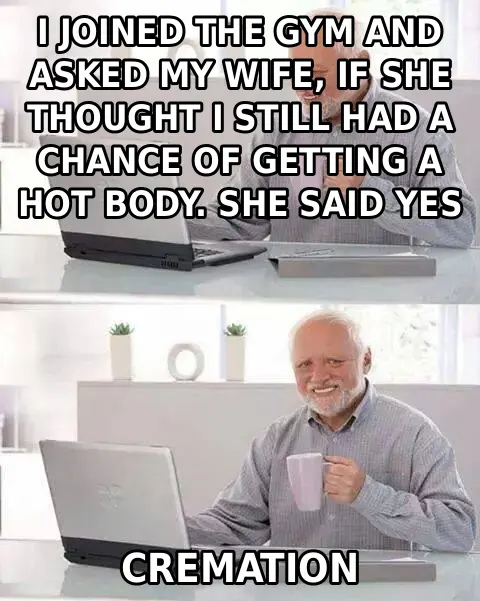 I JOINED THE GYM AND
ASKED MY WIFE, IF SHE
THOUGHT I STILL HAD A
CHANCE OF GETTING A
HOT BODY. SHE SAID YES
CREMATION